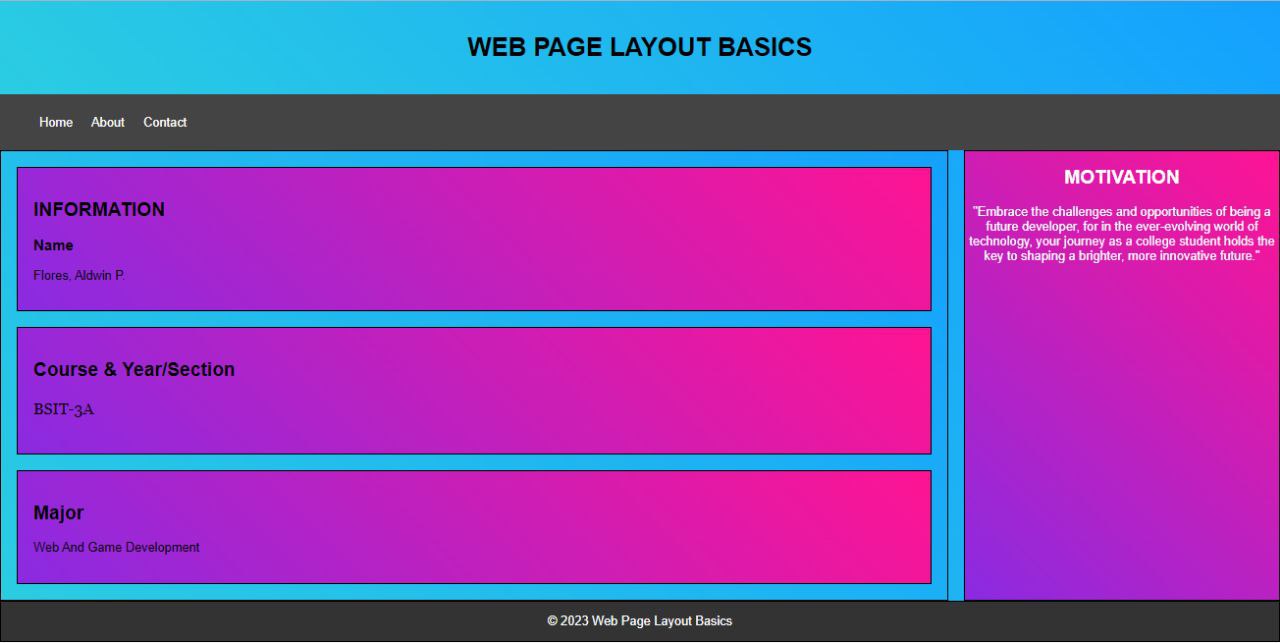 WEB PAGE LAYOUT BASICS
Home About Contact
INFORMATION
Name
Flores, Aldwin P.
Course & Year/Section
BSIT-3A
Major
Web And Game Development
MOTIVATION
"Embrace the challenges and opportunities of being a
future developer, for in the ever-evolving world of
technology, your journey as a college student holds the
key to shaping a brighter, more innovative future."
© 2023 Web Page Layout Basics